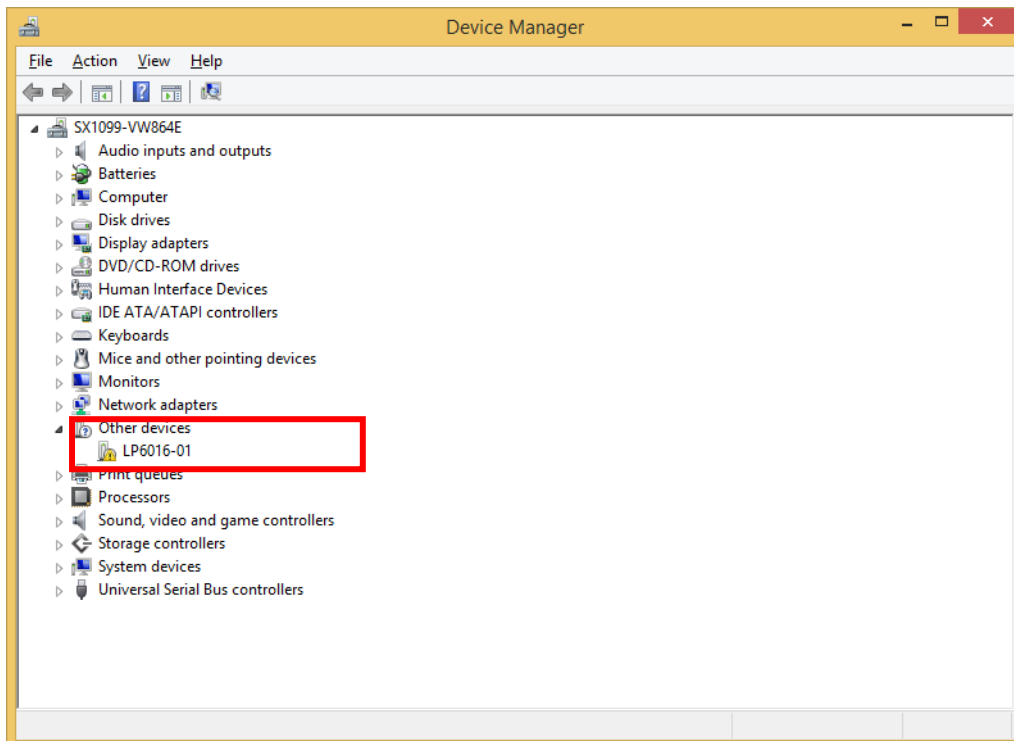 Device Manager
File Action View Help
SX1099-VW864E
Audio inputs and outputs
Batteries
Computer
Disk drives
Display adapters
DVD/CD-ROM drives
Human Interface Devices
IDE ATA/ATAPI controllers
Keyboards
Mice and other pointing devices
Monitors
Network adapters
Other devices
LP6016-01
Print queues
Processors
Sound, video and game controllers
Storage controllers
System devices
Universal Serial Bus controllers